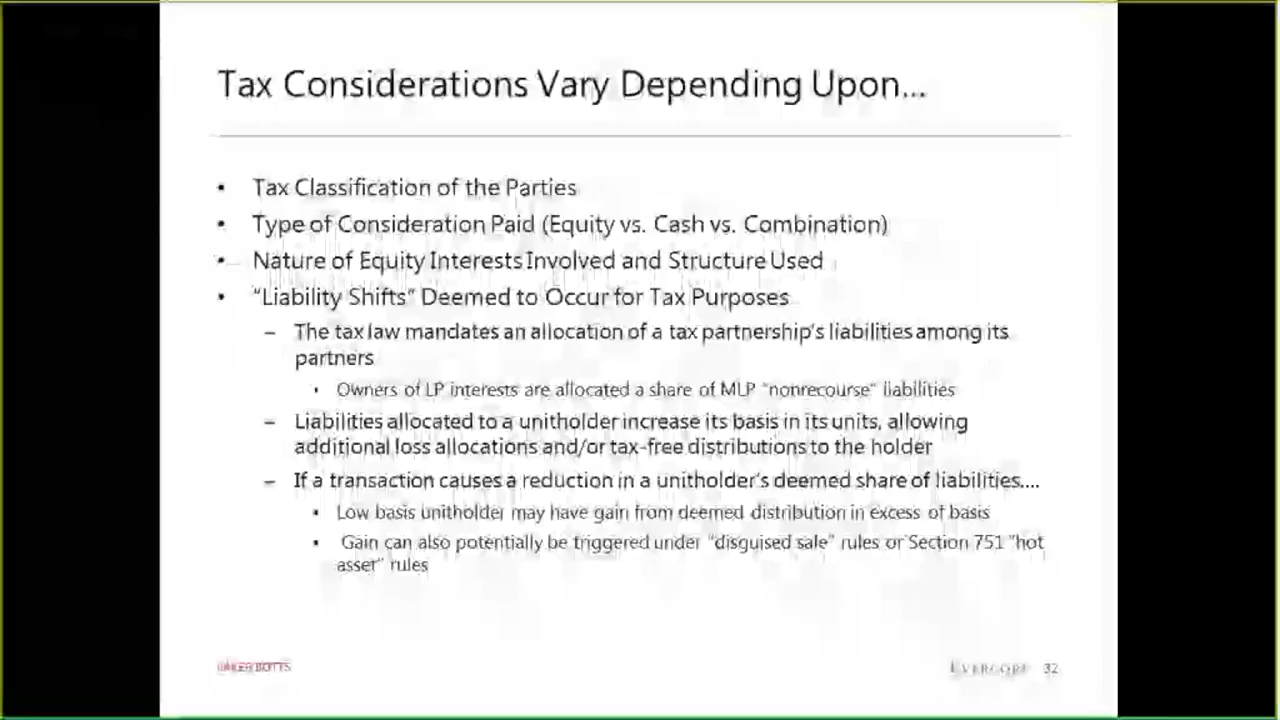 Tax Considerations Vary Depending Upon...
• Tax Classification of the Parties
• Type of Consideration Paid (Equity vs. Cash vs. Combination)
• Nature of Equity Interests Involved and Structure Used
• "Liability Shifts" Deemed to Occur for Tax Purposes
– The tax law mandates an allocation of a tax partnership's liabilities among its
partners
• Owners of LP interests are allocated a share of MLP "nonrecourse" liabilities
– Liabilities allocated to a unitholder increase its basis in its units, allowing
additional loss allocations and/or tax-free distributions to the holder
– If a transaction causes a reduction in a unitholder's deemed share of liabilities....
• Low basis unitholder may have gain from deemed distribution in excess of basis
• Gain can also potentially be triggered under "disguised sale" rules or Section 751 "hot
asset" rules
BAKER BOTTS
EVERCORE 32